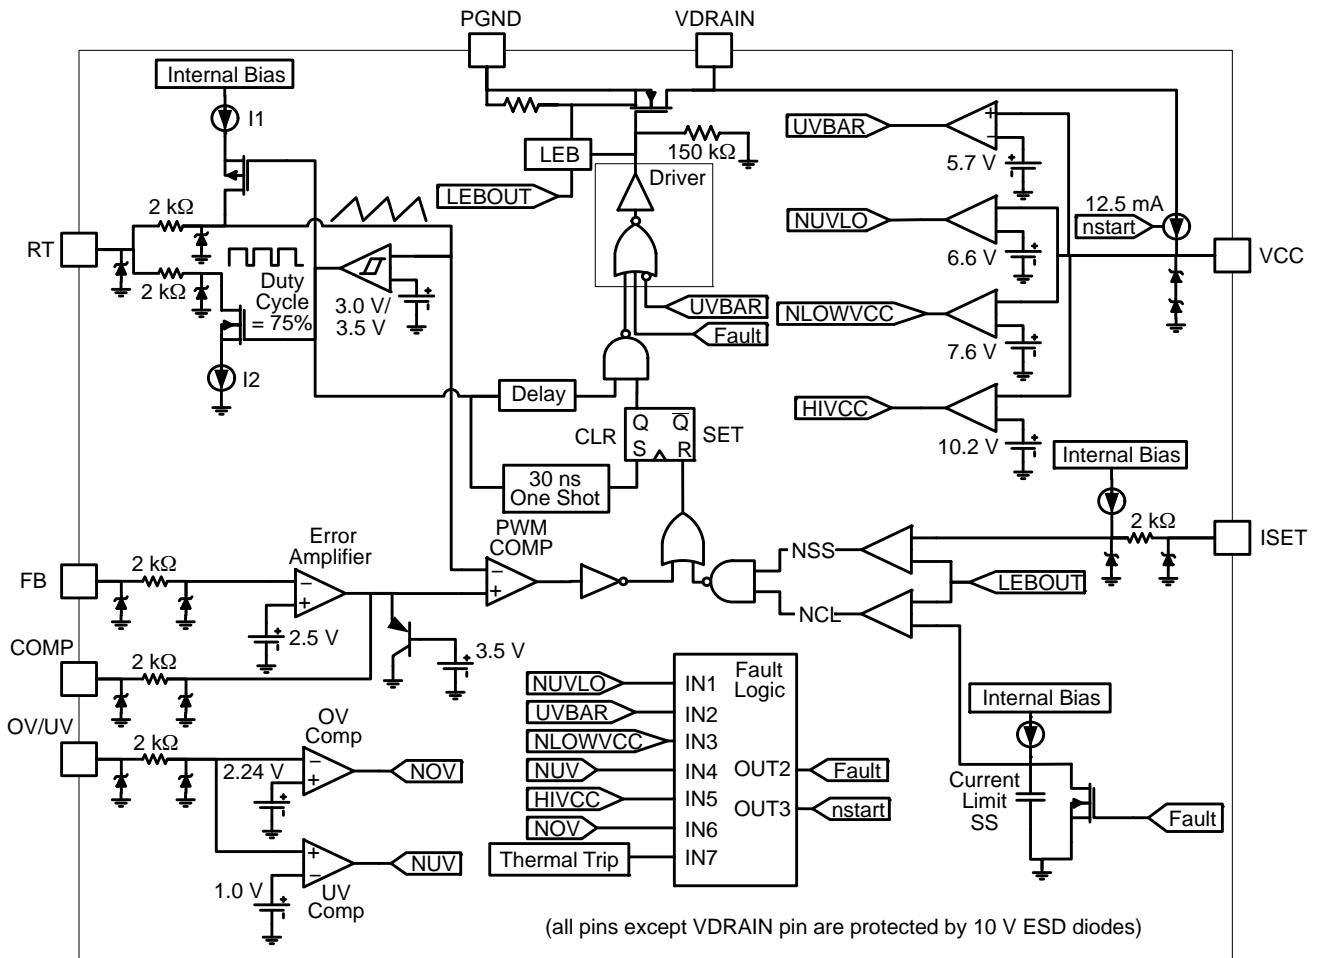 PGND
VDRAIN
Internal Bias
I1
LEB
LEBOUT
150 kΩ
Driver
UVBAR
5.7 V
12.5 mA
nstart
NUVLO
6.6 V
VCC
RT
2 kΩ
2 kΩ
Duty
Cycle
= 75%
3.0 V/
3.5 V
UVBAR
Fault
NLOWVCC
7.6 V
I2
Delay
HIVCC
10.2 V
CLR
Q
Q
S
R
SET
30 ns
One Shot
Internal Bias
2 kΩ
ISET
Error
Amplifier
PWM
COMP
NSS
LEBOUT
NCL
FB
2 kΩ
−
+
−
+
2.5 V
3.5 V
COMP
2 kΩ
OV/UV
2 kΩ
OV
Comp
2.24 V
−
+
NOV
1.0 V
+
−
NUV
UV
Comp
NUVLO
UVBAR
NLOWVCC
NUV
HIVCC
NOV
Thermal Trip
IN1
IN2
IN3
IN4
IN5
IN6
IN7
Fault
Logic
OUT2
OUT3
Fault
nstart
Internal Bias
Current
Limit
SS
Fault
(all pins except VDRAIN pin are protected by 10 V ESD diodes)